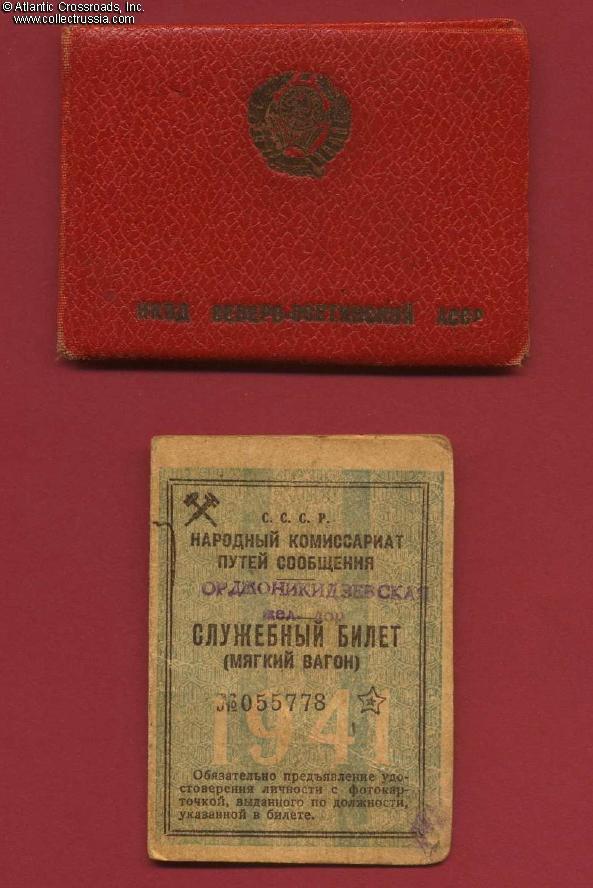 © Atlantic Crossroads, Inc.
www.collectrussia.com
НКВД СЕВЕРО-ОСЕТИНСКОЙ АССР
С. С. С. Р.
НАРОДНЫЙ КОМИССАРИАТ
ПУТЕЙ СООБЩЕНИЯ
ОРДЖОНИКИДЗЕВСКАЯ
жел. дор
СЛУЖЕБНЫЙ БИЛЕТ
(МЯГКИЙ ВАГОН)
№055778
1941
Обязательно предъявление удо-
стоверения личности с фотокар-
точкой, выданного по должности,
указанной в билете.